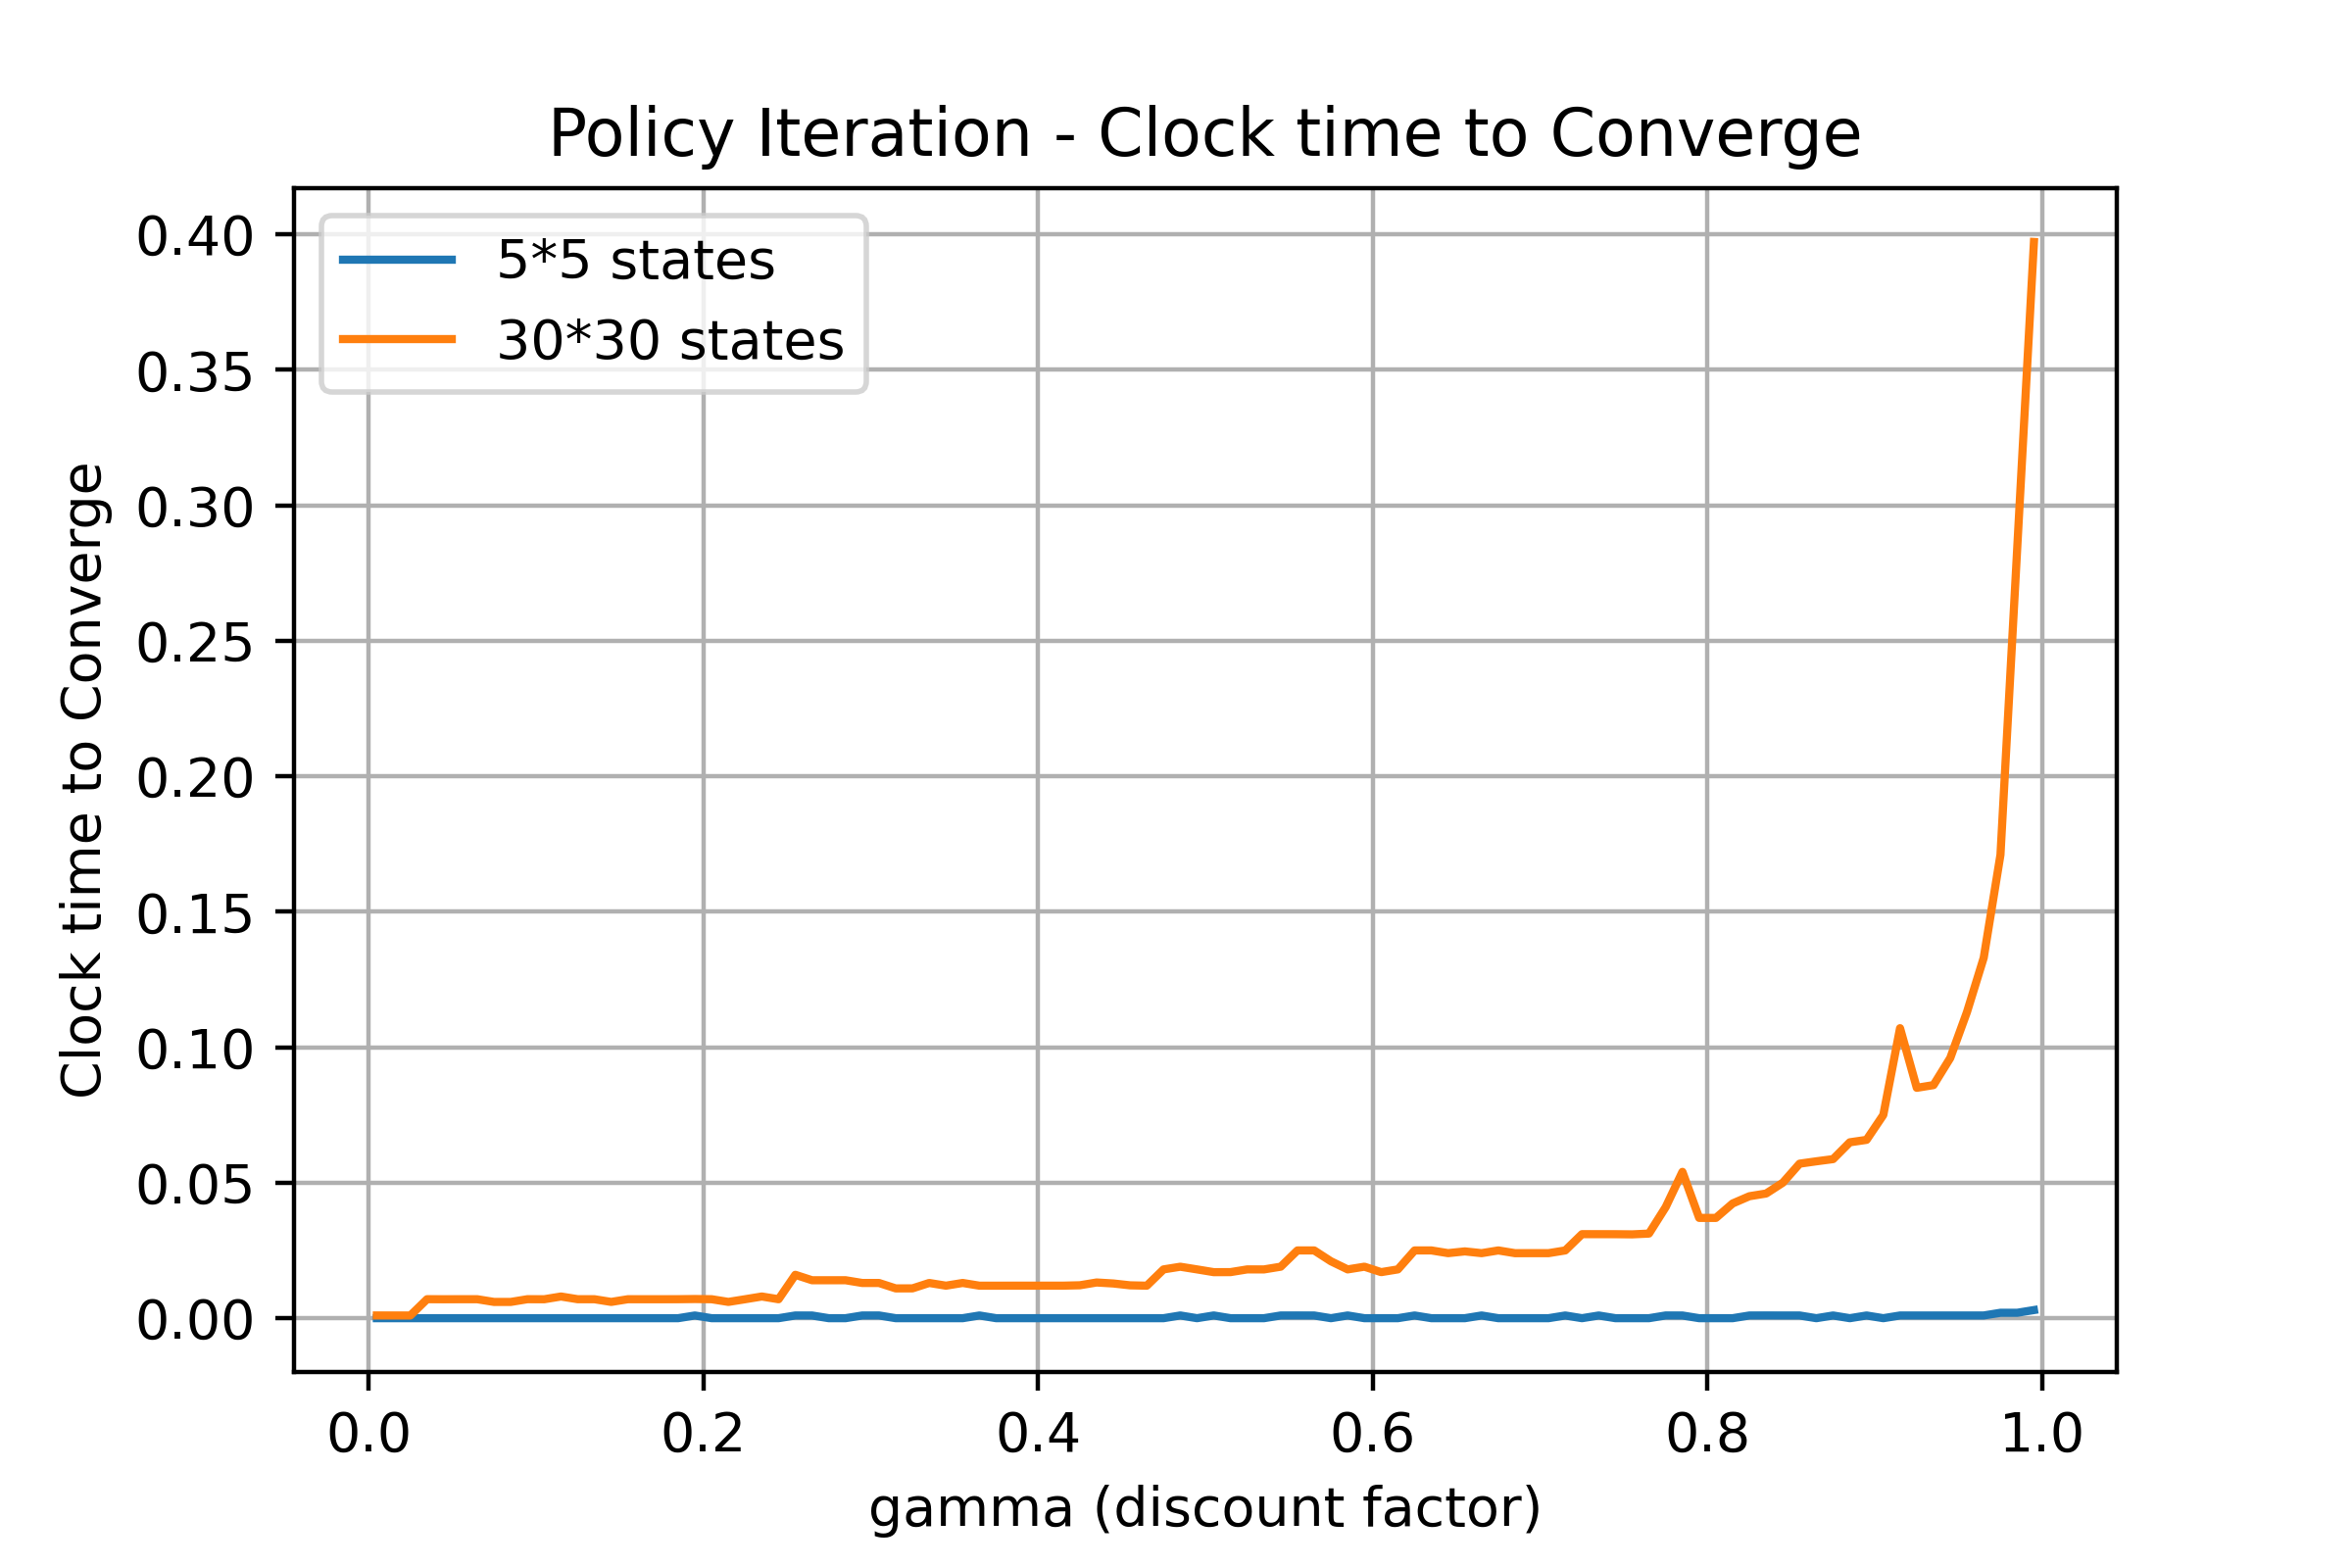 Policy Iteration - Clock time to Converge
5*5 states
30*30 states
Clock time to Converge
0.40
0.35
0.30
0.25
0.20
0.15
0.10
0.05
0.00
0.0 0.2 0.4 0.6 0.8 1.0
gamma (discount factor)